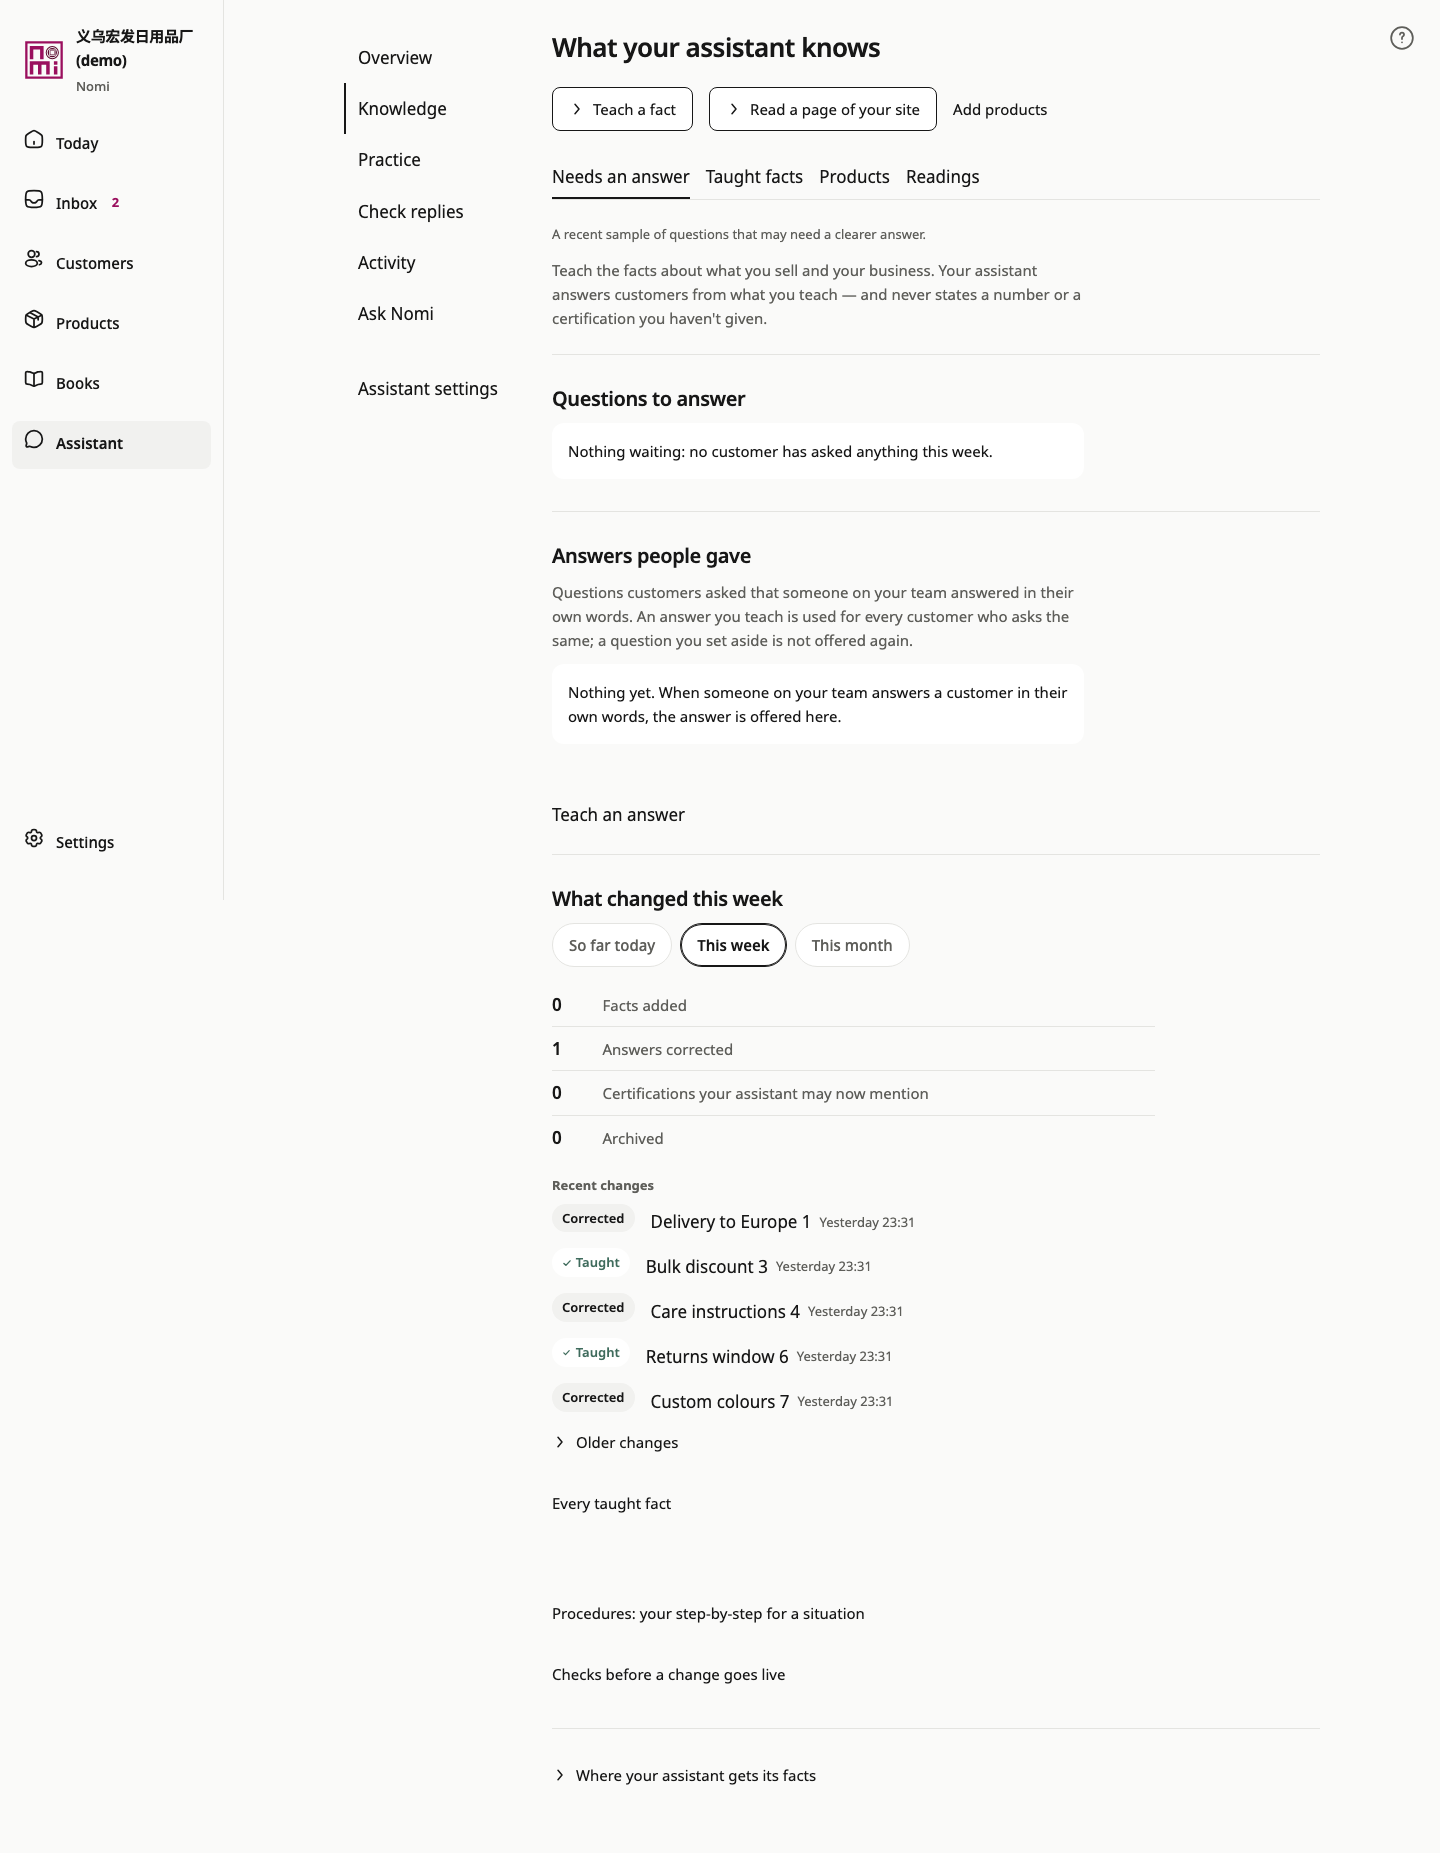 义乌宏发日用品厂
(demo)
Nomi
Today
Inbox 2
Customers
Products
Books
Assistant
Settings
Overview
Knowledge
Practice
Check replies
Activity
Ask Nomi
Assistant settings
What your assistant knows
Teach a fact
Read a page of your site
Add products
Needs an answer
Taught facts
Products
Readings
A recent sample of questions that may need a clearer answer.
Teach the facts about what you sell and your business. Your assistant
answers customers from what you teach — and never states a number or a
certification you haven't given.
Questions to answer
Nothing waiting: no customer has asked anything this week.
Answers people gave
Questions customers asked that someone on your team answered in their
own words. An answer you teach is used for every customer who asks the
same; a question you set aside is not offered again.
Nothing yet. When someone on your team answers a customer in their
own words, the answer is offered here.
Teach an answer
What changed this week
So far today
This week
This month
0 Facts added
1 Answers corrected
0 Certifications your assistant may now mention
0 Archived
Recent changes
Corrected Delivery to Europe 1 Yesterday 23:31
Taught Bulk discount 3 Yesterday 23:31
Corrected Care instructions 4 Yesterday 23:31
Taught Returns window 6 Yesterday 23:31
Corrected Custom colours 7 Yesterday 23:31
Older changes
Every taught fact
Procedures: your step-by-step for a situation
Checks before a change goes live
Where your assistant gets its facts